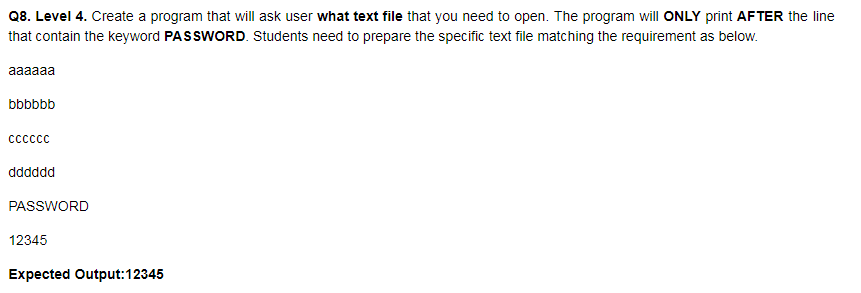 Q8. Level 4. Create a program that will ask user what text file that you need to open. The program will ONLY print AFTER the line
that contain the keyword PASSWORD. Students need to prepare the specific text file matching the requirement as below.
aaaaaa
bbbbbb
cccccc
dddddd
PASSWORD
12345
Expected Output:12345